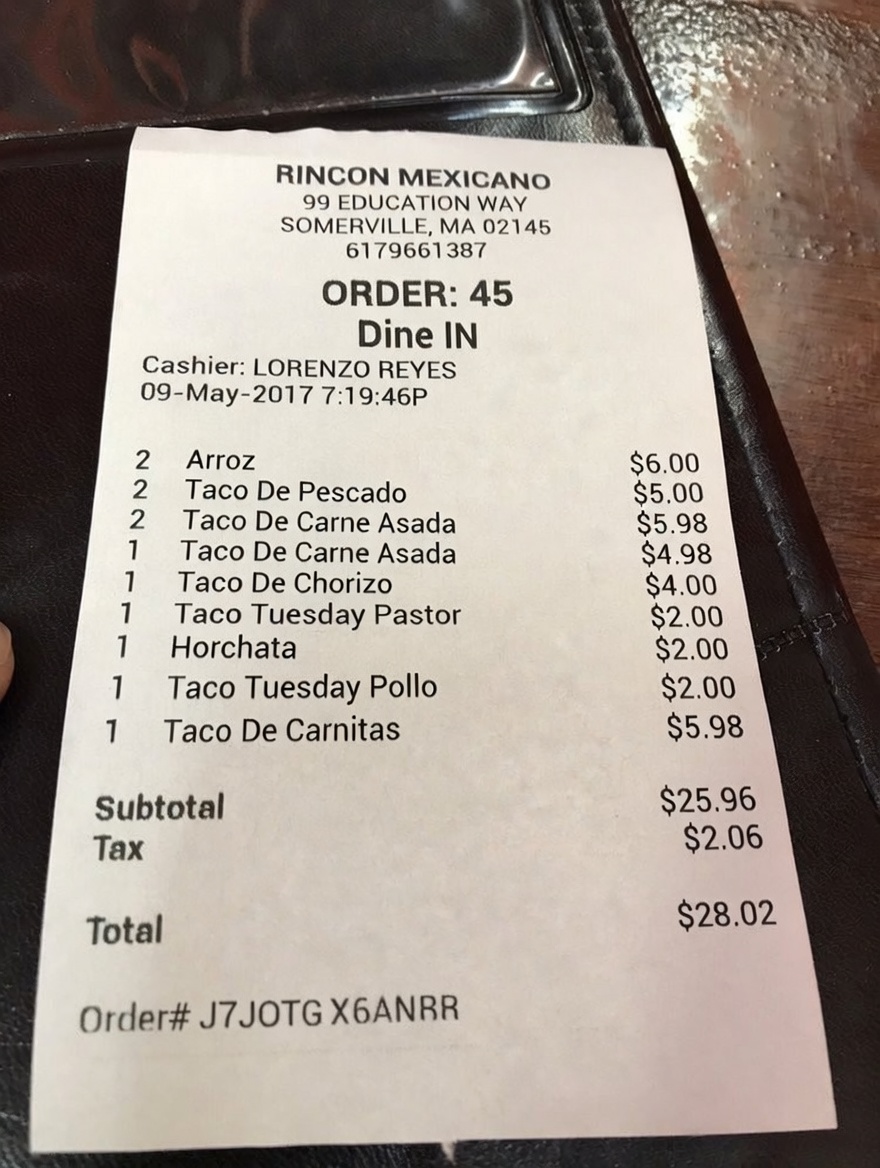 RINCON MEXICANO
99 EDUCATION WAY
SOMERVILLE, MA 02145
6179661387
ORDER: 45
Dine IN
Cashier: LORENZO REYES
09-May-2017 7:19:46P
2 Arroz $6.00
2 Taco De Pescado $5.00
2 Taco De Carne Asada $5.98
1 Taco De Carne Asada $4.98
1 Taco De Chorizo $4.00
1 Taco Tuesday Pastor $2.00
1 Horchata $2.00
1 Taco Tuesday Pollo $2.00
1 Taco De Carnitas $5.98
Subtotal $25.96
Tax $2.06
Total $28.02
Order# J7JOTG X6ANRR